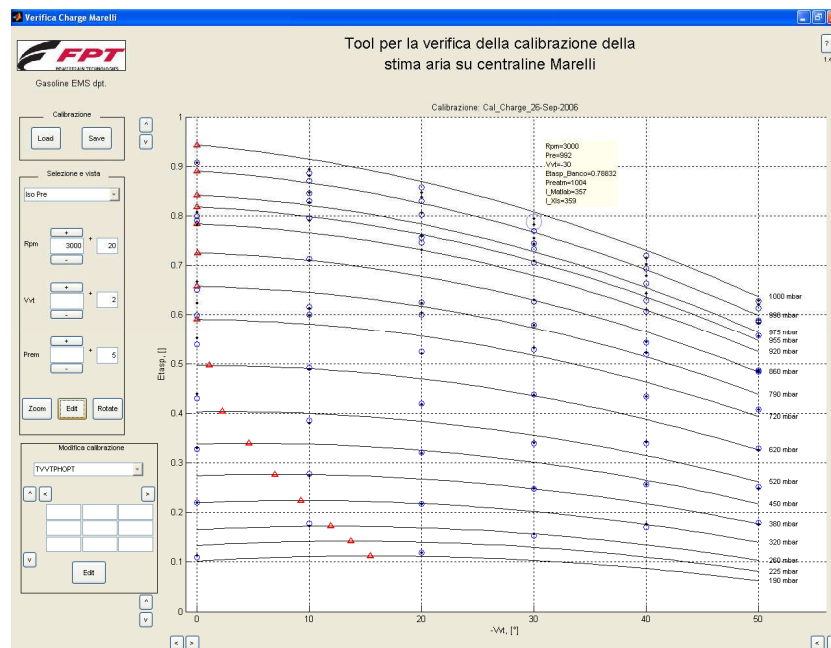 Verifica Charge Marelli
FPT
POWERTRAIN TECHNOLOGIES
Gasoline EMS dpt.
Tool per la verifica della calibrazione della
stima aria su centraline Marelli
?
Calibrazione
Load
Save
^
v
Selezione e vista
Iso Pre
Rpm
+
3000
-
+
20
Vvt
+
-
+
2
Prem
+
-
+
5
Zoom
Edit
Rotate
Modifica calibrazione
TVVTPHOPT
^
<
>
v
Edit
^
v
Calibrazione: Cal_Charge_26-Sep-2006
Rpm=3000
Pre=992
Vvt=-30
Etasp_Banco=0.78832
Preatm=1004
I_Matlab=357
I_Xls=359
Etasp, []
1
0.9
0.8
0.7
0.6
0.5
0.4
0.3
0.2
0.1
0
1000 mbar
990 mbar
975 mbar
955 mbar
920 mbar
860 mbar
790 mbar
720 mbar
620 mbar
520 mbar
450 mbar
380 mbar
320 mbar
260 mbar
225 mbar
190 mbar
0
10
20
30
40
50
-Vvt, [°]
<
>
<